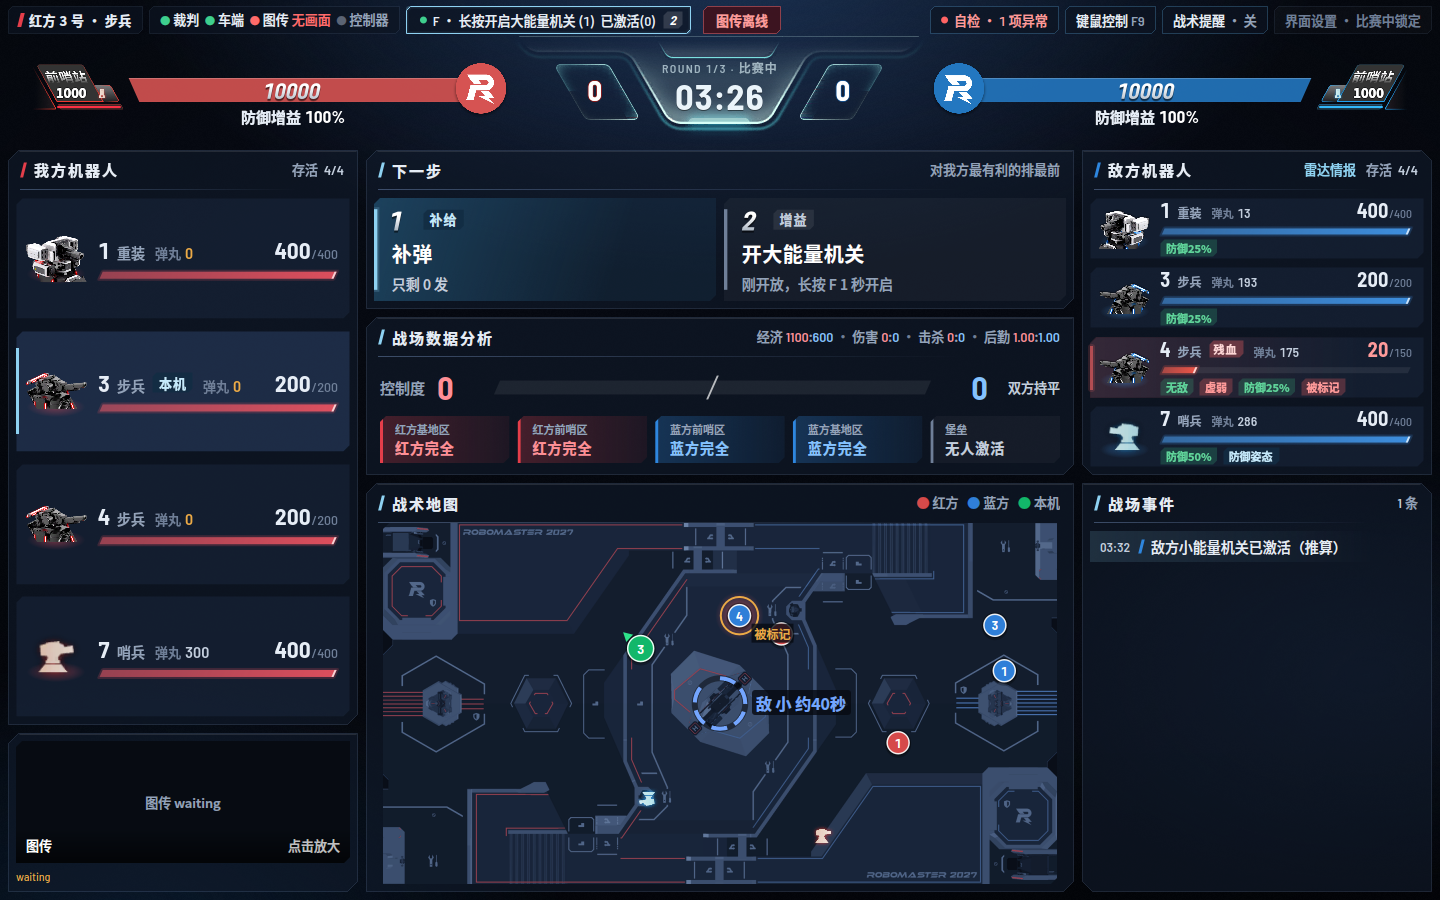 红方 3 号 · 步兵
裁判 车端 图传 无画面 控制器
F · 长按开启大能量机关 (1) 已激活(0) 2
图传离线
自检 · 1 项异常
键鼠控制 F9
战术提醒 · 关
界面设置 · 比赛中锁定
前哨站
1000
10000
防御增益 100%
0
ROUND 1/3 · 比赛中
03:26
0
10000
防御增益 100%
前哨站
1000
我方机器人 存活 4/4
1 重装 弹丸 0 400/400
3 步兵 本机 弹丸 0 200/200
4 步兵 弹丸 0 200/200
7 哨兵 弹丸 300 400/400
图传 waiting
图传 点击放大
waiting
下一步 对我方最有利的排最前
1 补给
补弹
只剩 0 发
2 增益
开大能量机关
刚开放，长按 F 1 秒开启
战场数据分析 经济 1100:600 · 伤害 0:0 · 击杀 0:0 · 后勤 1.00:1.00
控制度 0 0 双方持平
红方基地区
红方完全
红方前哨区
红方完全
蓝方前哨区
蓝方完全
蓝方基地区
蓝方完全
堡垒
无人激活
战术地图 红方 蓝方 本机
ROBOMASTER 2027
4
被标记
3
3
1
敌 小 约40秒
1
ROBOMASTER 2027
敌方机器人 雷达情报 存活 4/4
1 重装 弹丸 13 400/400
防御25%
3 步兵 弹丸 193 200/200
防御25%
4 步兵 残血 弹丸 175 20/150
无敌 虚弱 防御25% 被标记
7 哨兵 弹丸 286 400/400
防御50% 防御姿态
战场事件 1 条
03:32 / 敌方小能量机关已激活（推算）